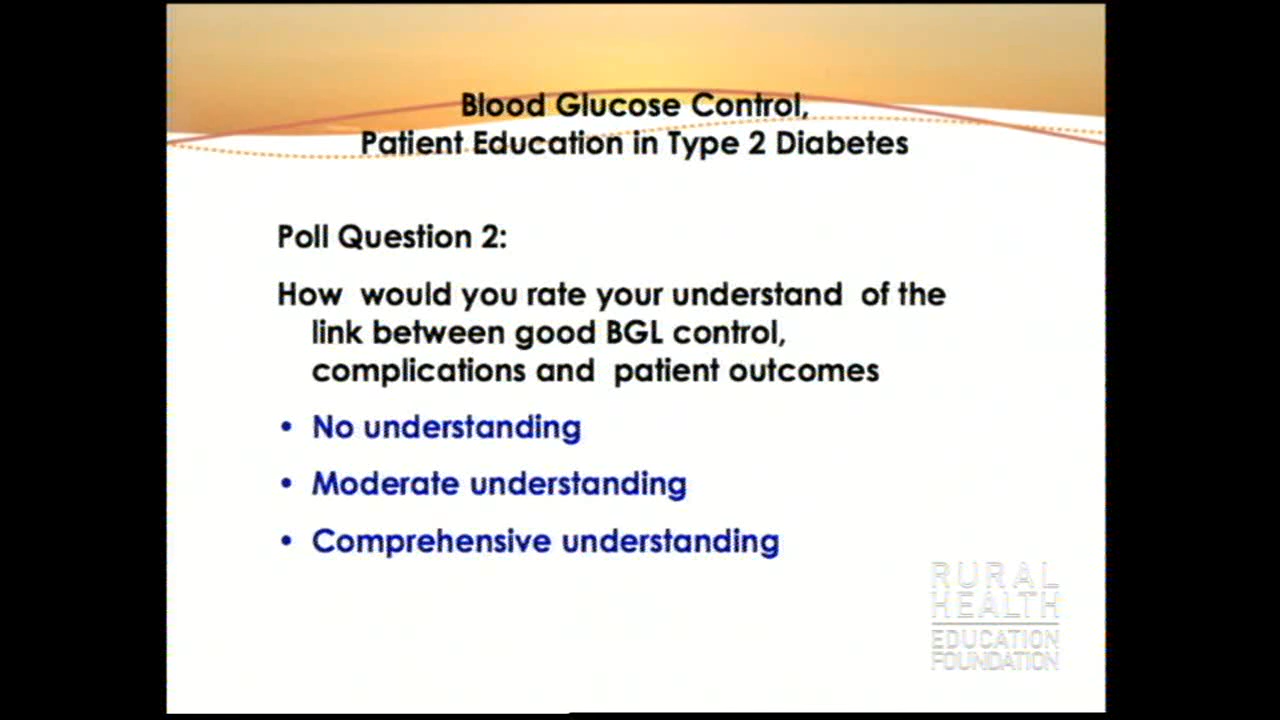 Blood Glucose Control,
Patient Education in Type 2 Diabetes
Poll Question 2:
How would you rate your understand of the
link between good BGL control,
complications and patient outcomes
• No understanding
• Moderate understanding
• Comprehensive understanding
RURAL
HEALTH
EDUCATION
FOUNDATION